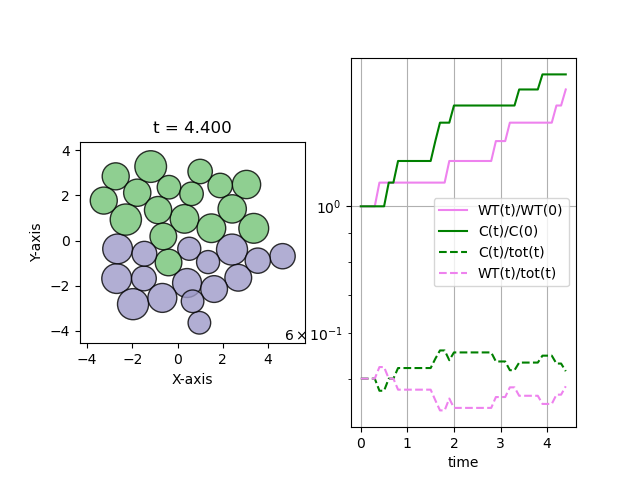 t = 4.400
Y-axis
4
2
0
−2
−4
−4
−2
0
2
4
X-axis
10⁰
6 × 10⁻¹
WT(t)/WT(0)
C(t)/C(0)
C(t)/tot(t)
WT(t)/tot(t)
0
1
2
3
4
time